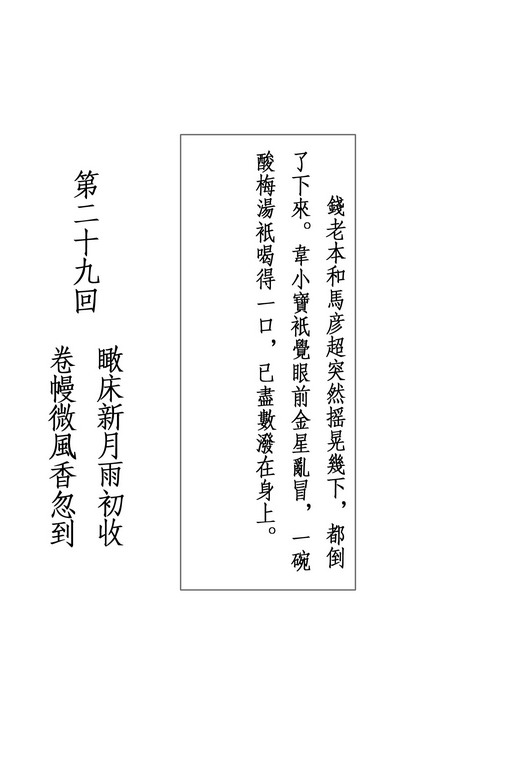 錢老本和馬彥超突然搖晃幾下，都倒
了下來。韋小寶衹覺眼前金星亂冒，一碗
酸梅湯衹喝得一口，已盡數潑在身上。
第二十九回
瞰床新月雨初收
卷幔微風香忽到